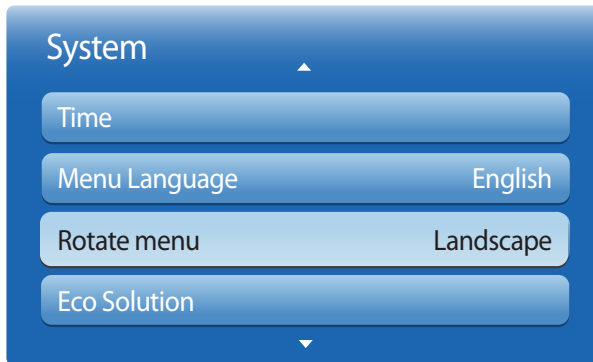 System
Time
Menu Language English
Rotate menu Landscape
Eco Solution